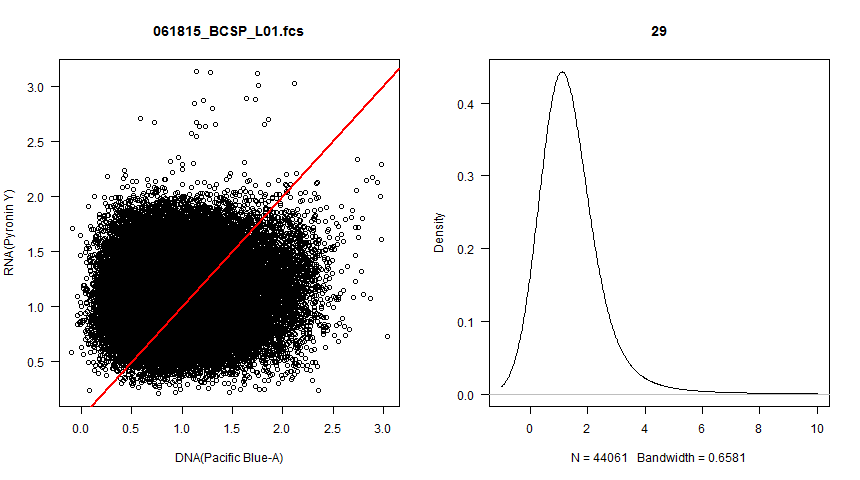 061815_BCSP_L01.fcs
RNA(Pyronin Y)
3.0
2.5
2.0
1.5
1.0
0.5
0.0 0.5 1.0 1.5 2.0 2.5 3.0
DNA(Pacific Blue-A)
29
Density
0.4
0.3
0.2
0.1
0.0
0 2 4 6 8 10
N = 44061 Bandwidth = 0.6581